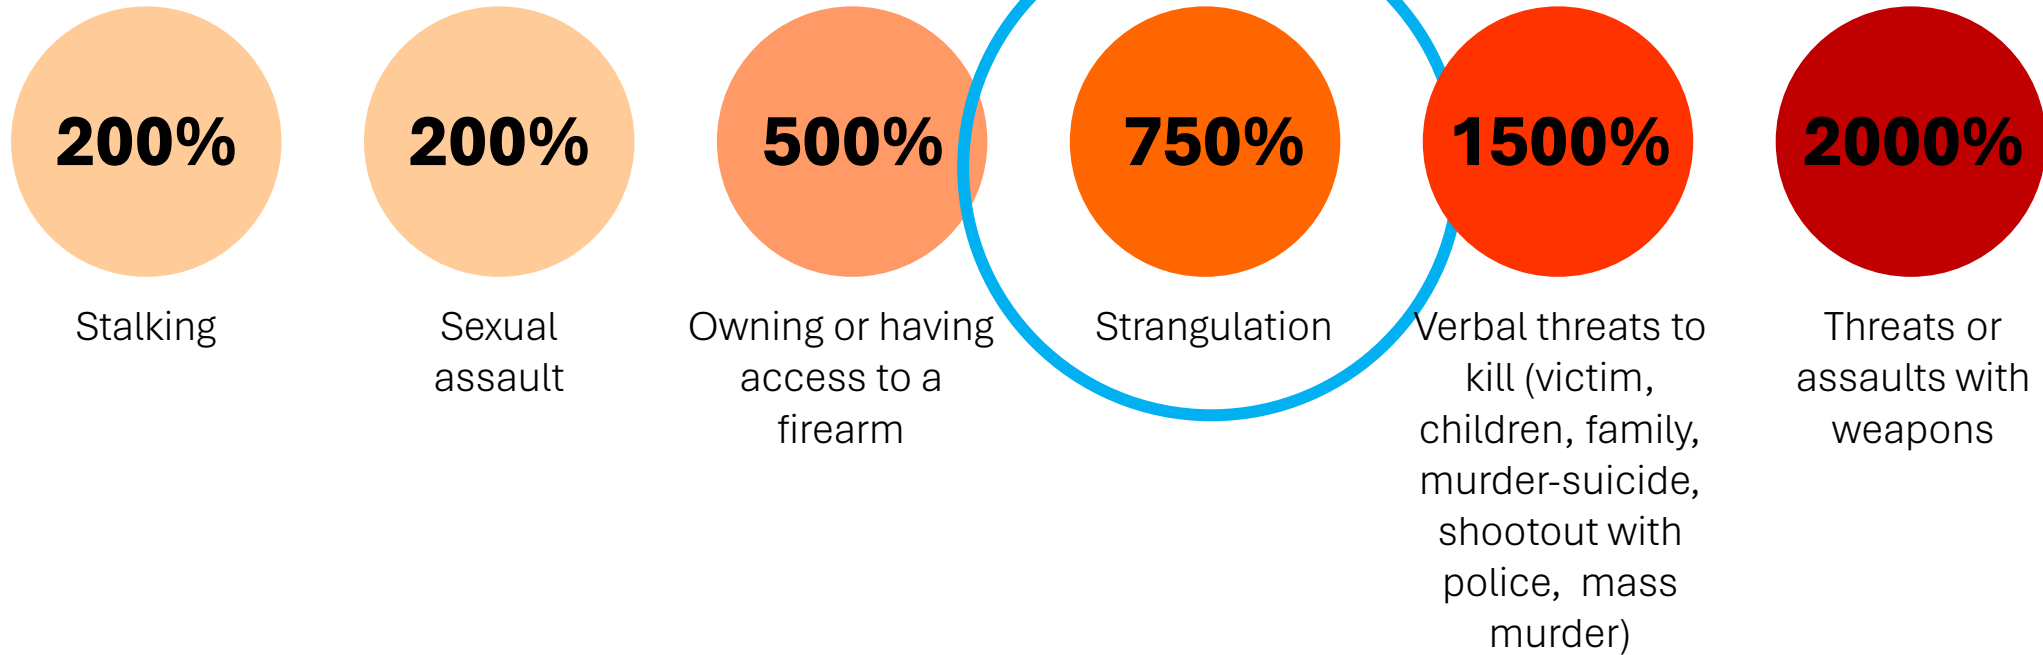 200%
200%
500%
750%
1500%
2000%
Stalking
Sexual
assault
Owning or having
access to a
firearm
Strangulation
Verbal threats to
kill (victim,
children, family,
murder-suicide,
shootout with
police,  mass
murder)
Threats or
assaults with
weapons